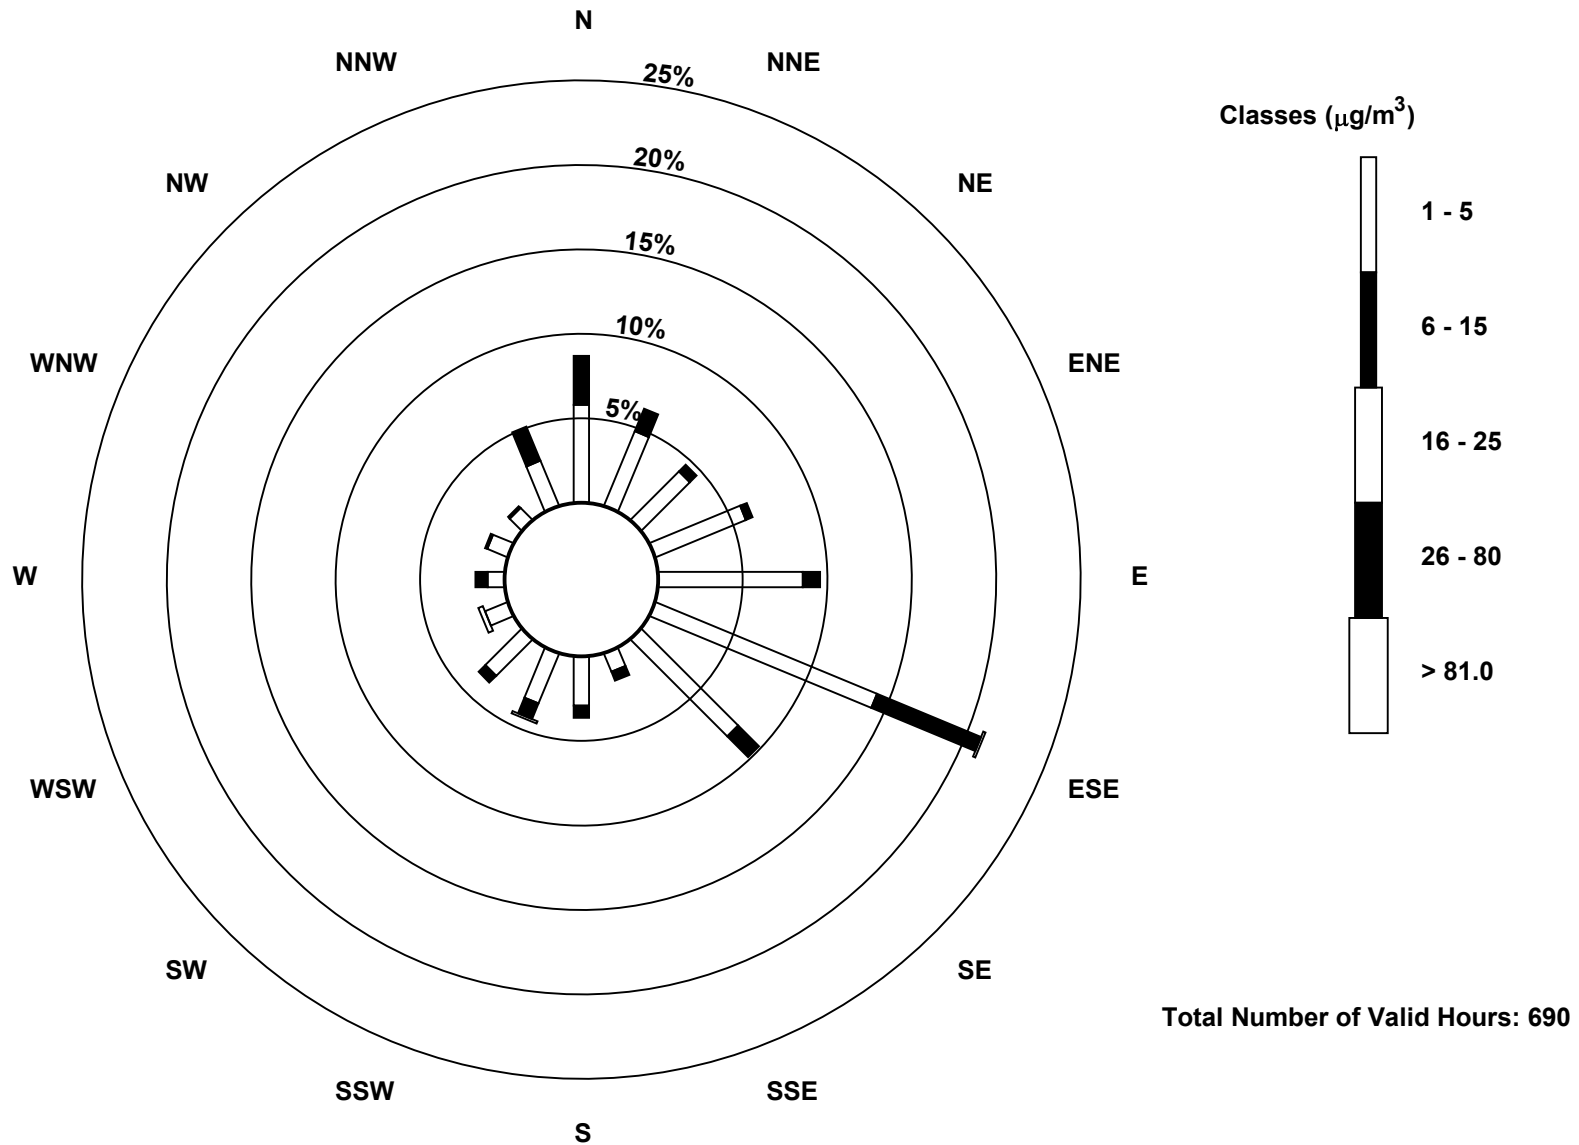 N
NNW
NNE
25%
Classes (μg/m³)
20%
NW
NE
1 - 5
15%
6 - 15
10%
WNW
ENE
5%
16 - 25
26 - 80
W
E
> 81.0
WSW
ESE
SW
SE
Total Number of Valid Hours: 690
SSW
SSE
S